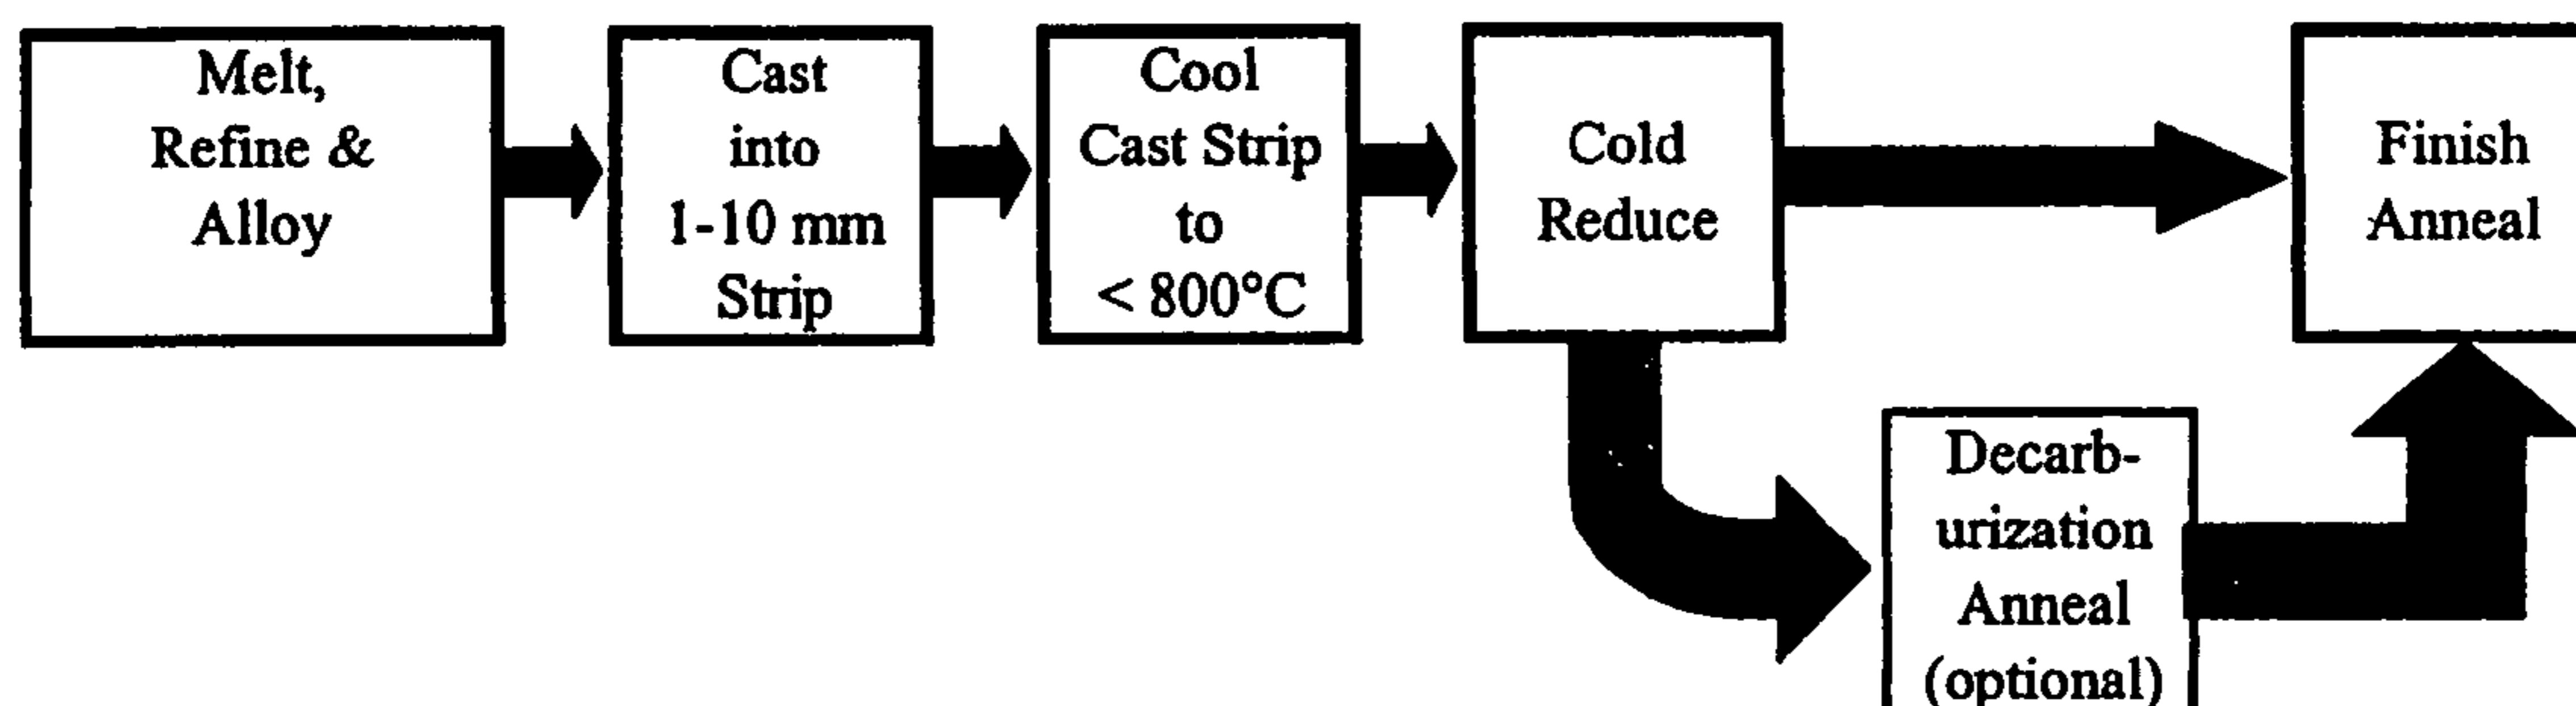 Melt,
Refine &
Alloy
Cast
into
1-10 mm
Strip
Cool
Cast Strip
to
< 800°C
Cold
Reduce
Finish
Anneal
Decarb-
urization
Anneal
(optional)